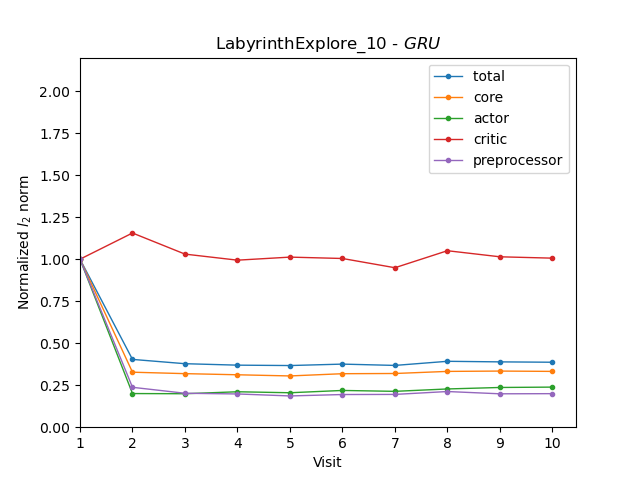 LabyrinthExplore_10 - GRU
total
core
actor
critic
preprocessor
Normalized l2 norm
2.00
1.75
1.50
1.25
1.00
0.75
0.50
0.25
0.00
1 2 3 4 5 6 7 8 9 10
Visit